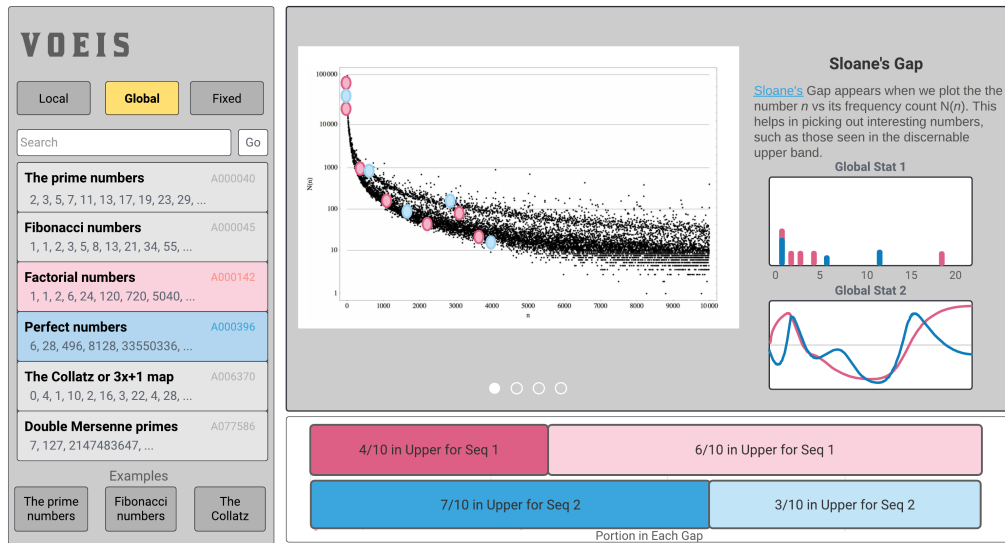 VOEIS
Local
Global
Fixed
Search
Go
The prime numbers
A000040
2, 3, 5, 7, 11, 13, 17, 19, 23, 29, ...
Fibonacci numbers
A000045
1, 1, 2, 3, 5, 8, 13, 21, 34, 55, ...
Factorial numbers
A000142
1, 1, 2, 6, 24, 120, 720, 5040, ...
Perfect numbers
A000396
6, 28, 496, 8128, 33550336, ...
The Collatz or 3x+1 map
A006370
0, 4, 1, 10, 2, 16, 3, 22, 4, 28, ...
Double Mersenne primes
A077586
7, 127, 2147483647, ...
Examples
The prime
numbers
Fibonacci
numbers
The
Collatz
100000
10000
1000
100
10
1
N(n)
0 1000 2000 3000 4000 5000 6000 7000 8000 9000 10000
n
Sloane's Gap
Sloane's Gap appears when we plot the the
number n vs its frequency count N(n). This
helps in picking out interesting numbers,
such as those seen in the discernable
upper band.
Global Stat 1
0 5 10 15 20
Global Stat 2
4/10 in Upper for Seq 1
6/10 in Upper for Seq 1
7/10 in Upper for Seq 2
3/10 in Upper for Seq 2
Portion in Each Gap